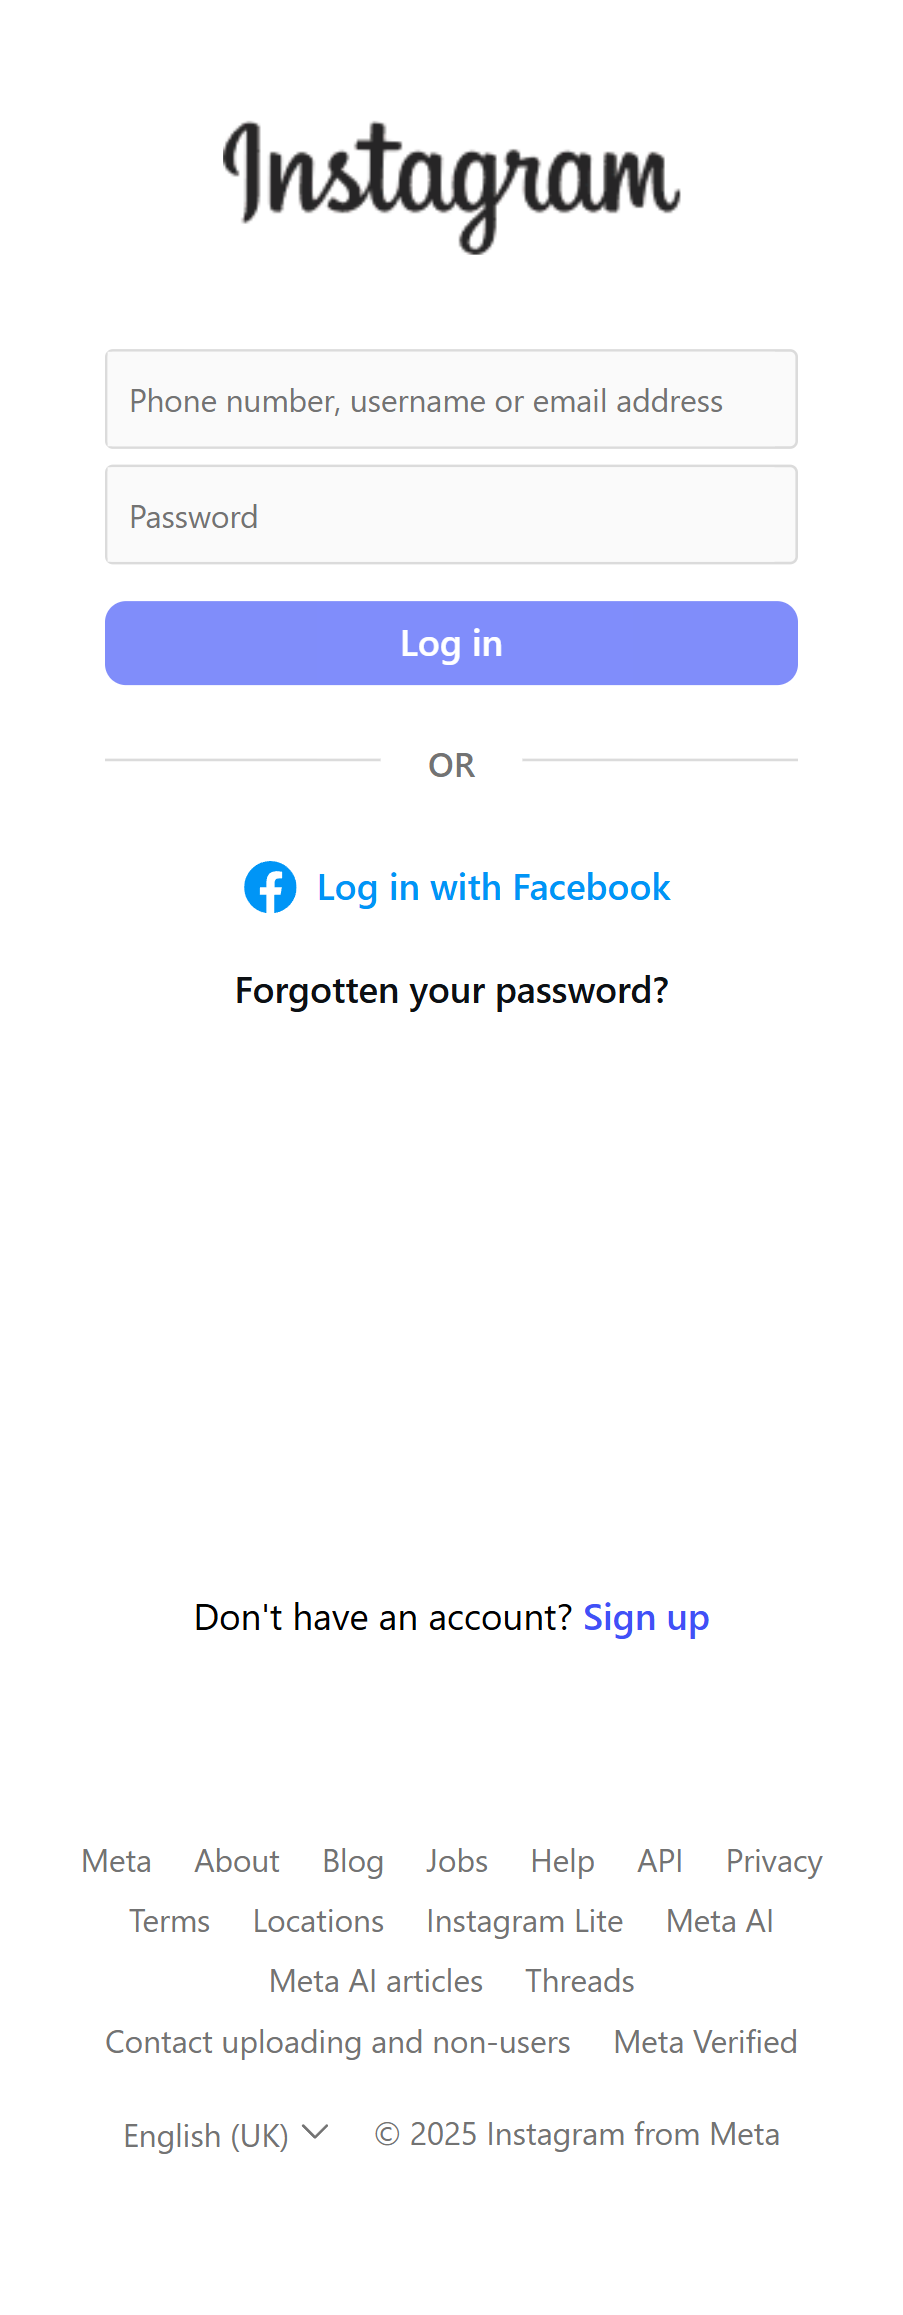 Instagram
Phone number, username or email address
Password
Log in
OR
Log in with Facebook
Forgotten your password?
Don't have an account? Sign up
Meta About Blog Jobs Help API Privacy
Terms Locations Instagram Lite Meta AI
Meta AI articles Threads
Contact uploading and non-users Meta Verified
English (UK) © 2025 Instagram from Meta